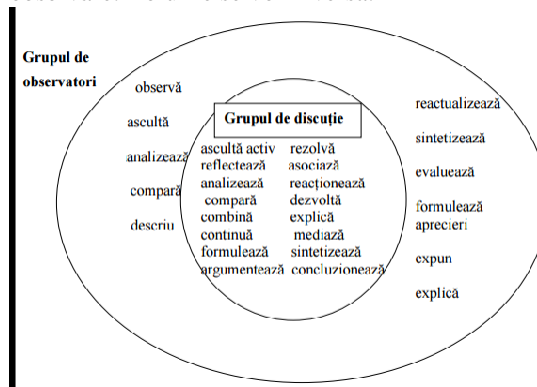 Grupul de
observatori
observă
ascultă
analizează
compară
descriu
Grupul de discuție
ascultă activ rezolvă
reflectează asociază
analizează reacționează
compară dezvoltă
combină explică
continuă mediază
formulează sintetizează
argumentează concluzionează
reactualizează
sintetizează
evaluează
formulează
aprecieri
expun
explică